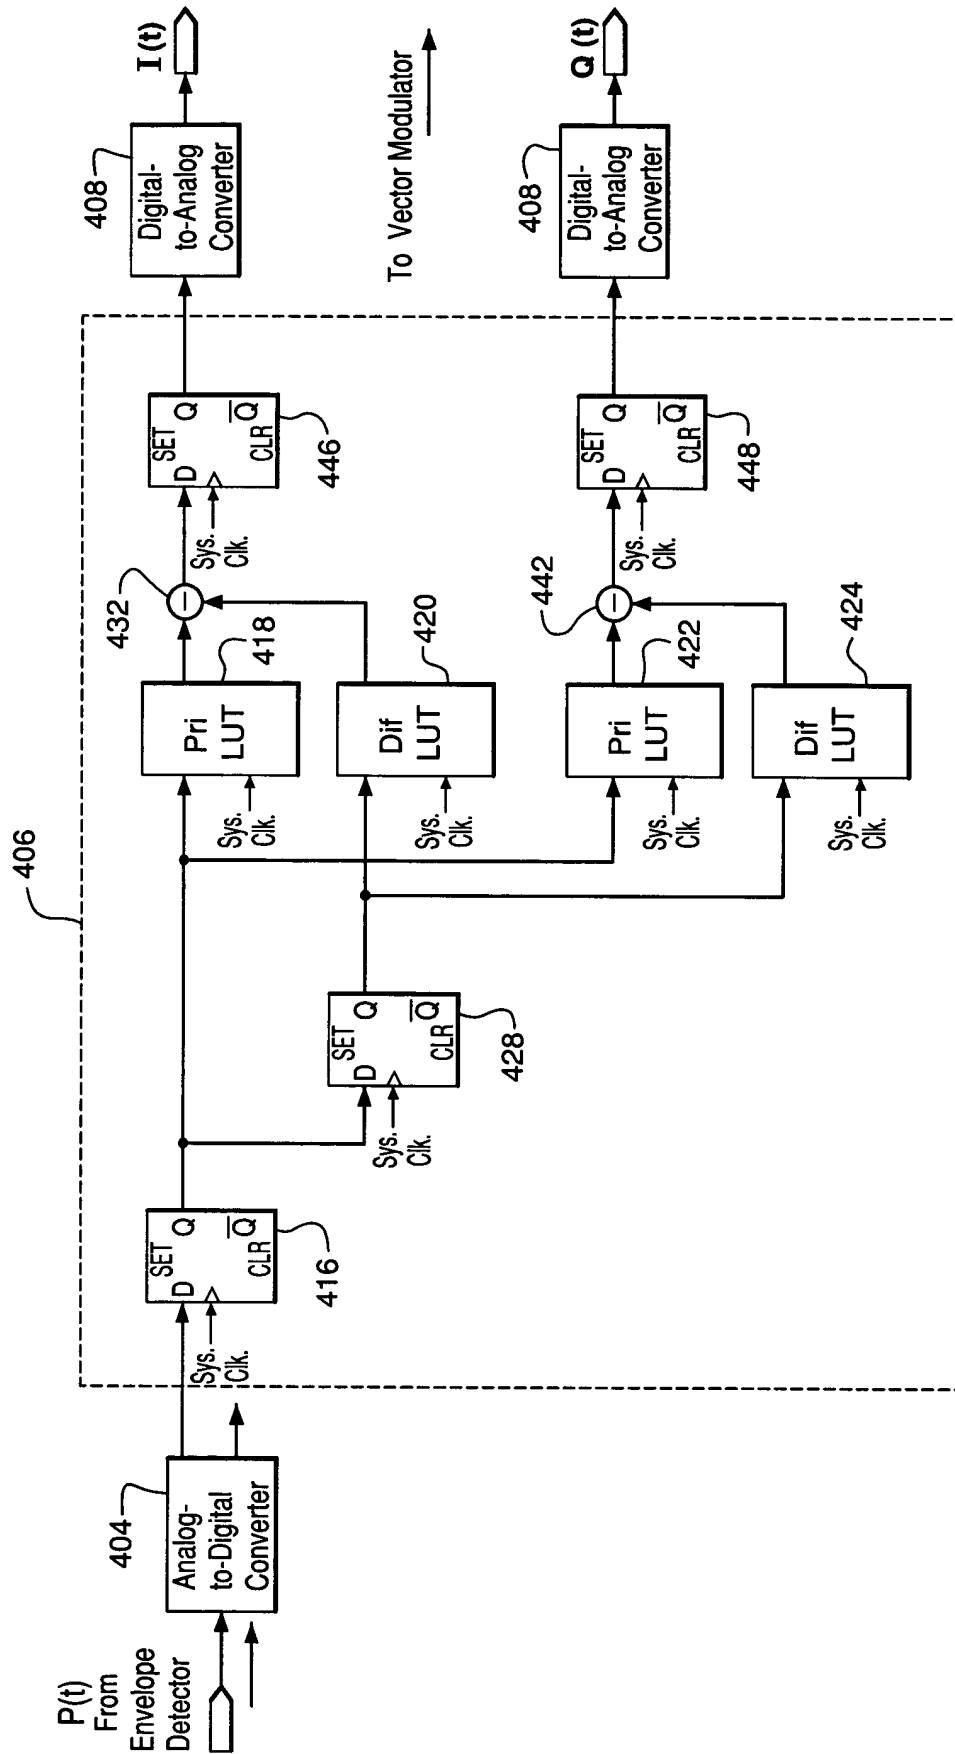 P(t)
From
Envelope
Detector
404
Analog-
to-Digital
Converter
406
Sys.
Clk.
SET
D
Q
Q
CLR
416
Sys.
Clk.
SET
D
Q
Q
CLR
428
Sys.
Clk.
Pri
LUT
418
Sys.
Clk.
Dif
LUT
420
Sys.
Clk.
Pri
LUT
422
Sys.
Clk.
Dif
LUT
424
432
–
442
–
Sys.
Clk.
SET
D
Q
Q
CLR
446
Sys.
Clk.
SET
D
Q
Q
CLR
448
408
Digital-
to-Analog
Converter
I (t)
To Vector Modulator
408
Digital-
to-Analog
Converter
Q (t)